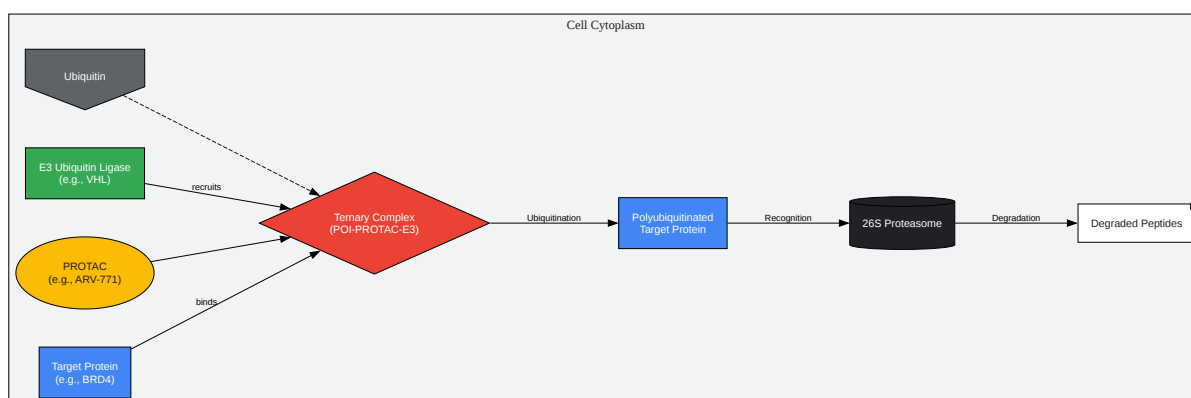 Cell Cytoplasm
Ubiquitin
E3 Ubiquitin Ligase
(e.g., VHL)
recruits
PROTAC
(e.g., ARV-771)
binds
Target Protein
(e.g., BRD4)
Ternary Complex
(POI-PROTAC-E3)
Ubiquitination
Polyubiquitinated
Target Protein
Recognition
26S Proteasome
Degradation
Degraded Peptides